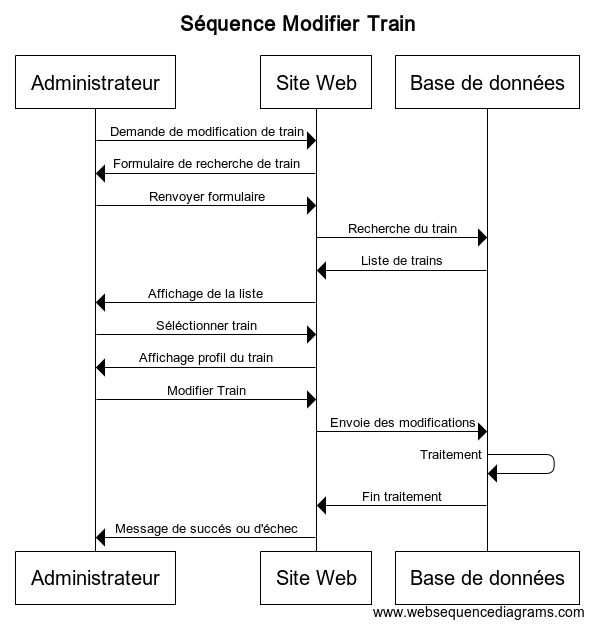 Séquence Modifier Train
Administrateur
Site Web
Base de données
Demande de modification de train
Formulaire de recherche de train
Renvoyer formulaire
Recherche du train
Liste de trains
Affichage de la liste
Séléctionner train
Affichage profil du train
Modifier Train
Envoie des modifications
Traitement
Fin traitement
Message de succés ou d'échec
Administrateur
Site Web
Base de données
www.websequencediagrams.com